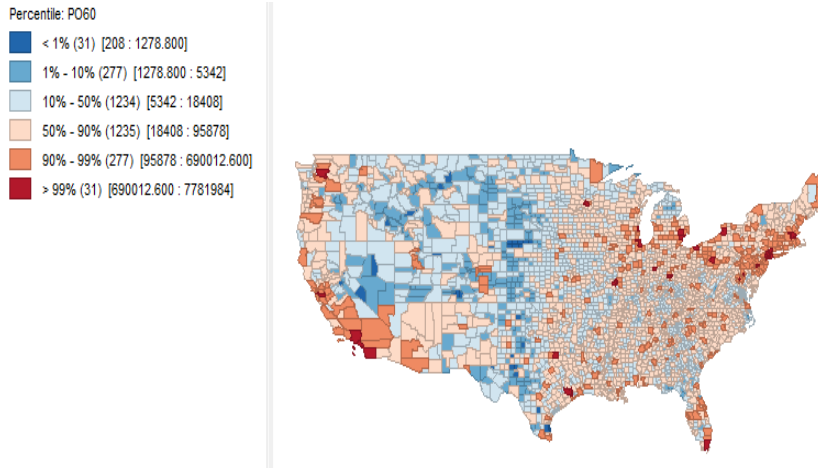 Percentile: PO60
< 1% (31) [208 : 1278.800]
1% - 10% (277) [1278.800 : 5342]
10% - 50% (1234) [5342 : 18408]
50% - 90% (1235) [18408 : 95878]
90% - 99% (277) [95878 : 690012.600]
> 99% (31) [690012.600 : 7781984]